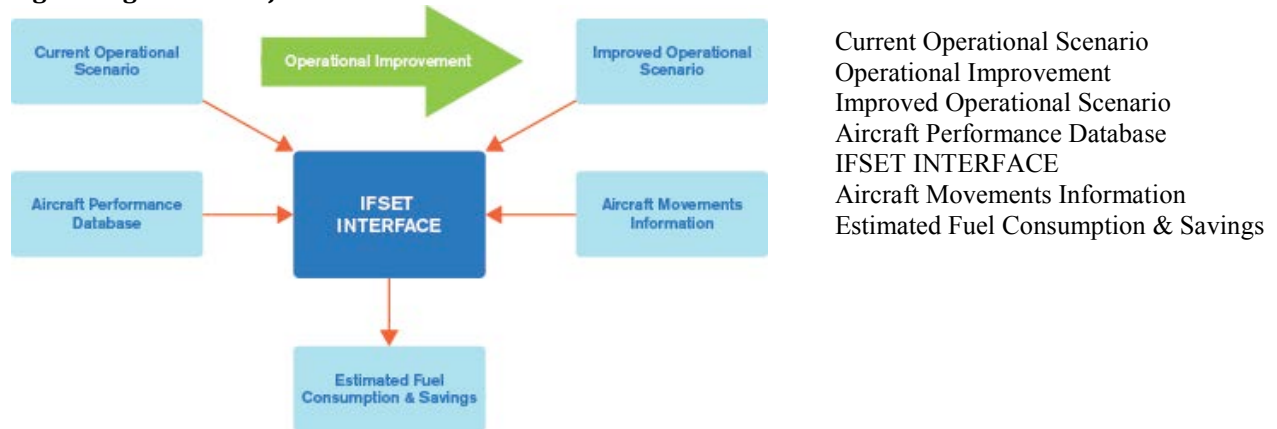 Current Operational
Scenario
Operational Improvement
Improved Operational
Scenario
Aircraft Performance
Database
IFSET
INTERFACE
Aircraft Movements
Information
Estimated Fuel
Consumption & Savings
Current Operational Scenario
Operational Improvement
Improved Operational Scenario
Aircraft Performance Database
IFSET INTERFACE
Aircraft Movements Information
Estimated Fuel Consumption & Savings